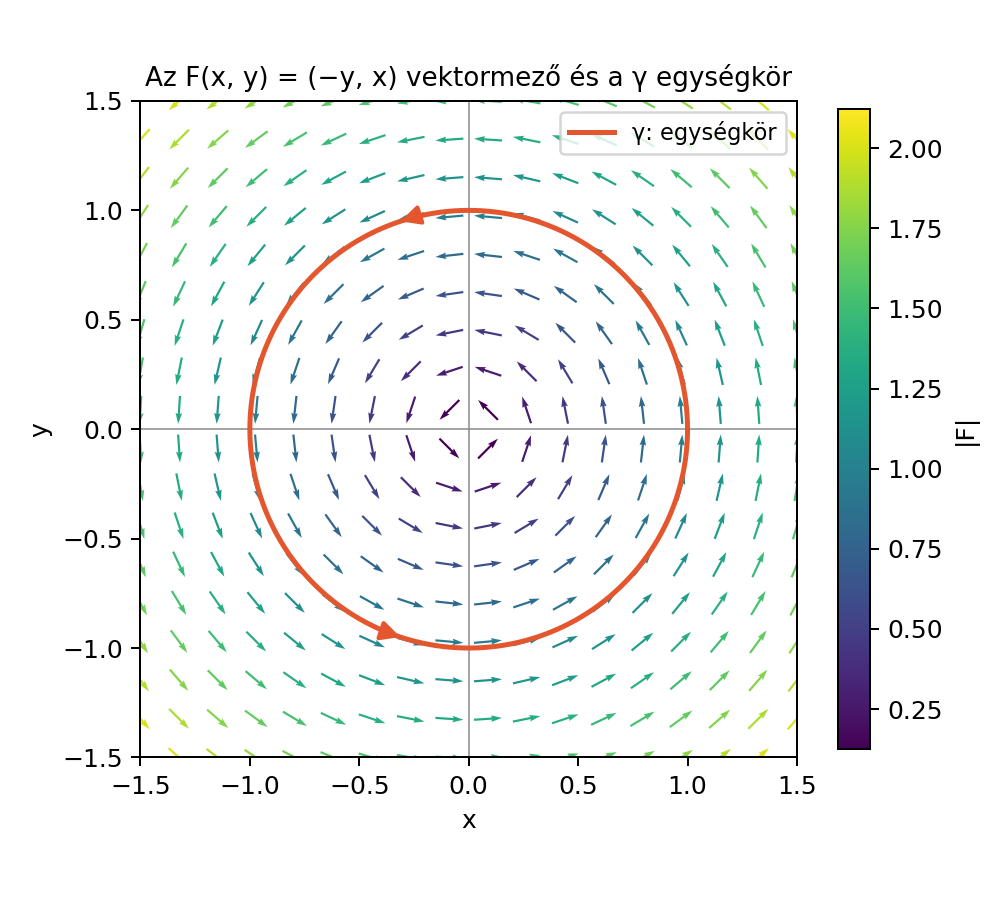 Az F(x, y) = (−y, x) vektormező és a γ egységkör
γ: egységkör
1.5
1.0
0.5
0.0
−0.5
−1.0
−1.5
y
−1.5 −1.0 −0.5 0.0 0.5 1.0 1.5
x
2.00
1.75
1.50
1.25
1.00
0.75
0.50
0.25
|F|